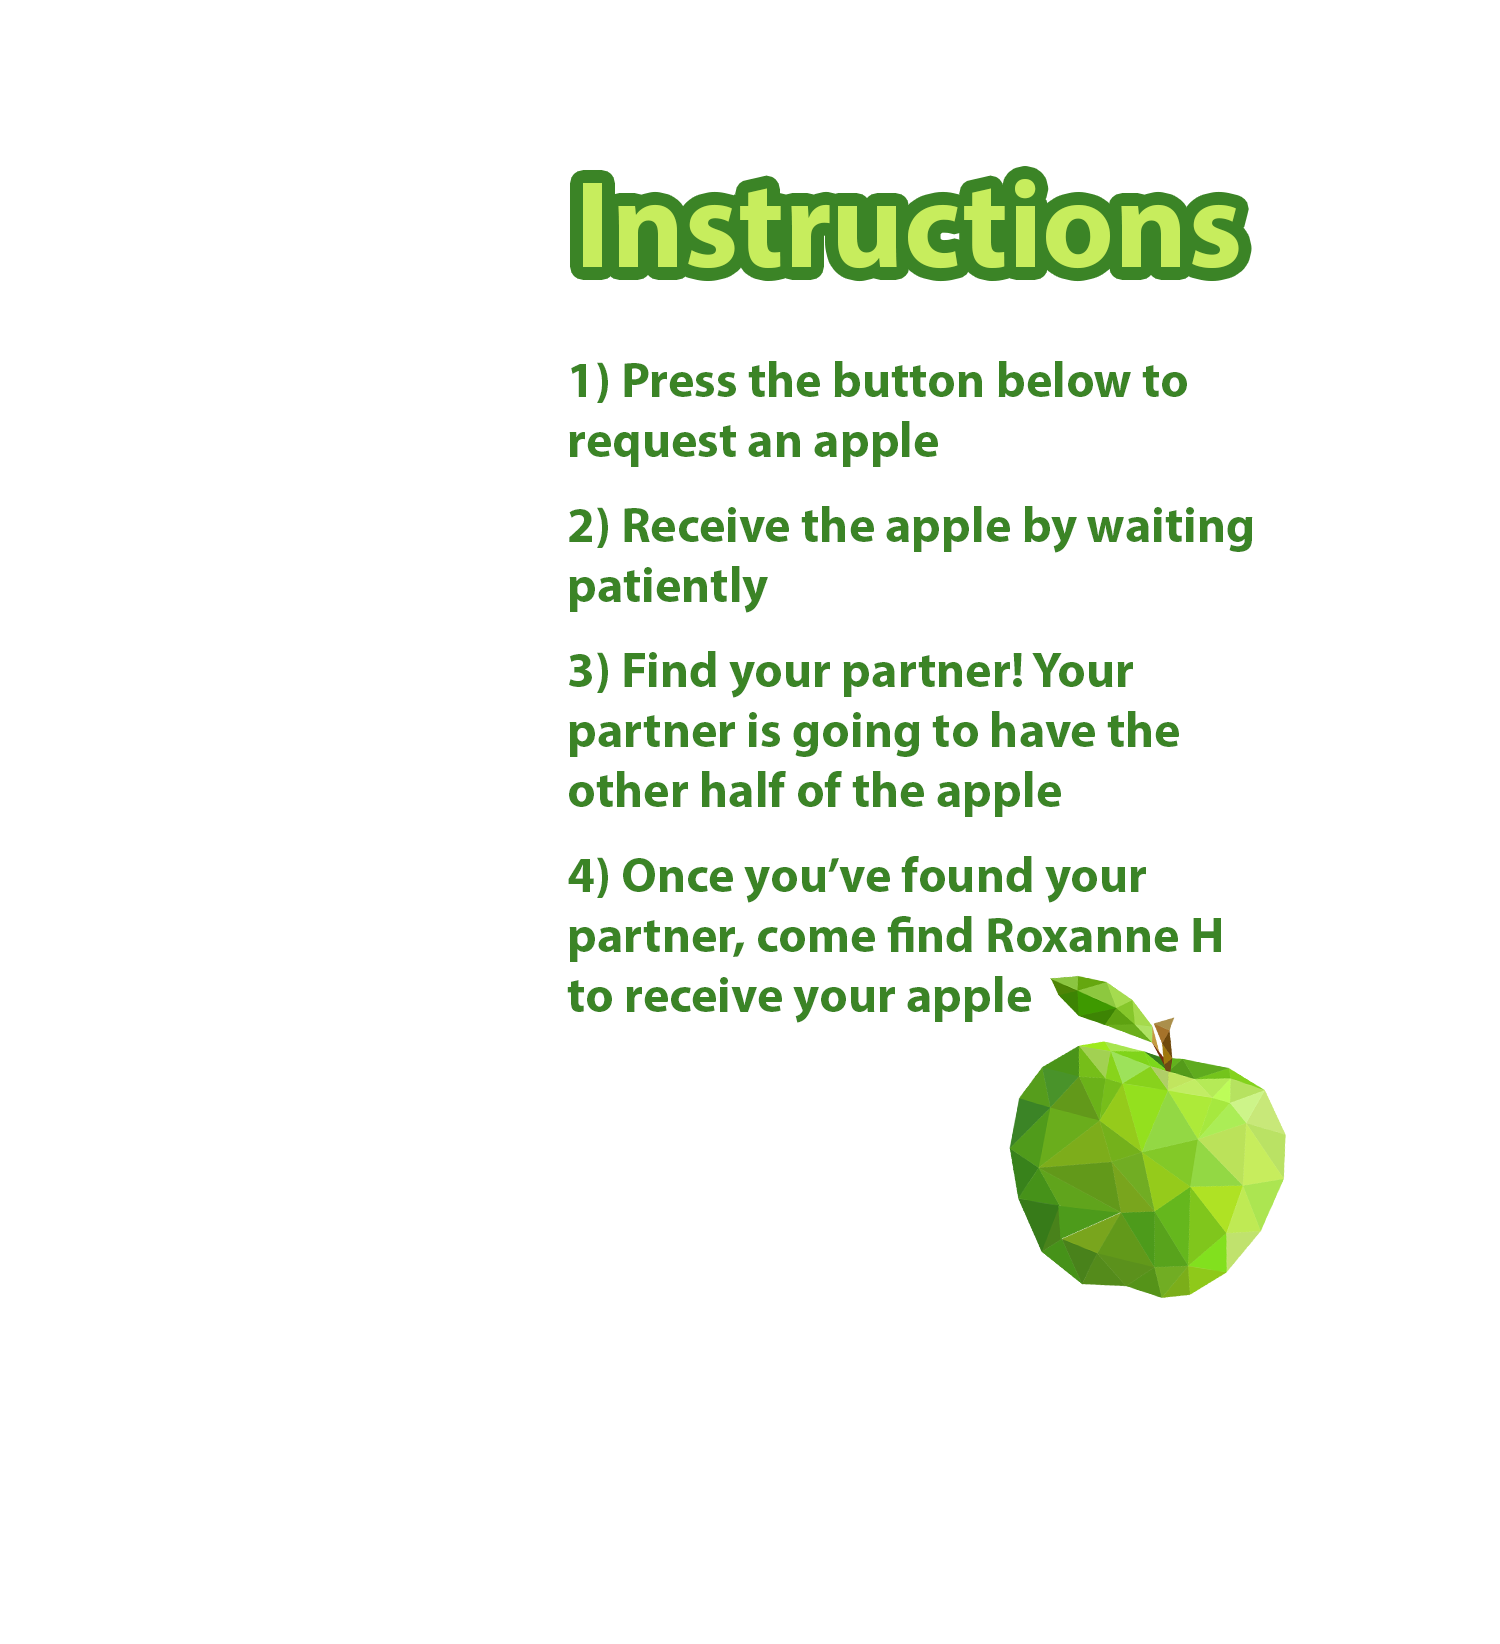 Instructions
1) Press the button below to
request an apple
2) Receive the apple by waiting
patiently
3) Find your partner! Your
partner is going to have the
other half of the apple
4) Once you’ve found your
partner, come find Roxanne H
to receive your apple